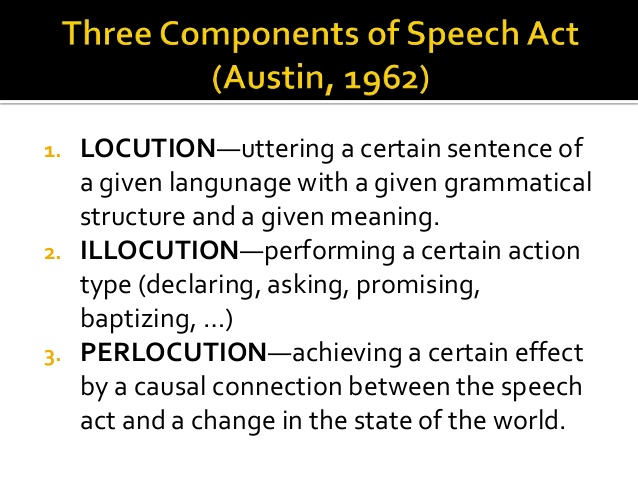 Three Components of Speech Act
(Austin, 1962)
1. LOCUTION—uttering a certain sentence of
a given langunage with a given grammatical
structure and a given meaning.
2. ILLOCUTION—performing a certain action
type (declaring, asking, promising,
baptizing, ...)
3. PERLOCUTION—achieving a certain effect
by a causal connection between the speech
act and a change in the state of the world.